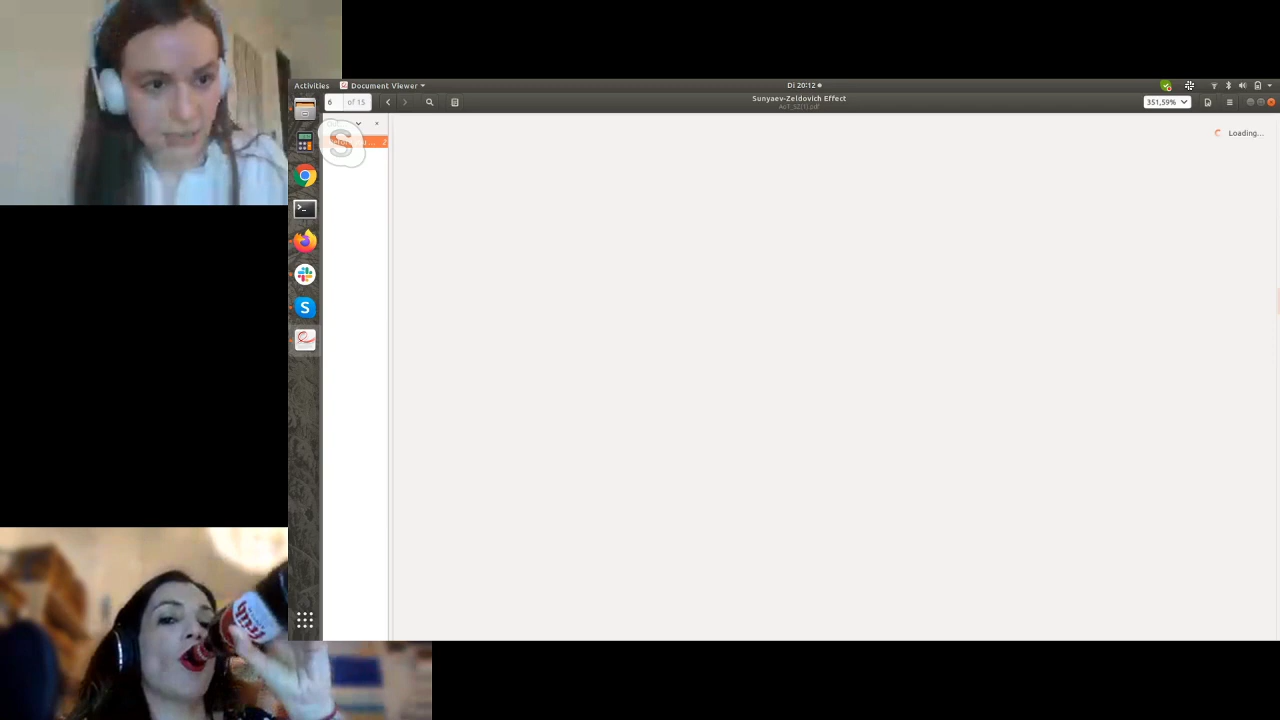 Activities
Document Viewer
Di 20:12
6 of 15
Sunyaev-Zeldovich Effect
351,59%
Loading...
S
S